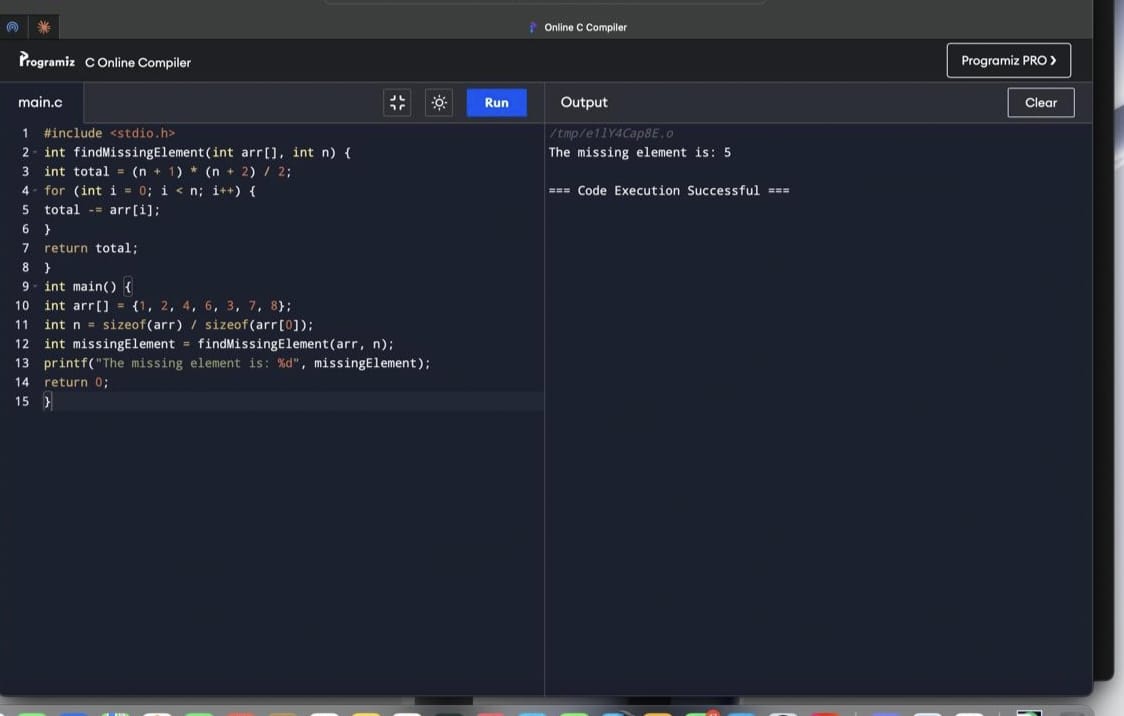 Online C Compiler
Programiz C Online Compiler
Programiz PRO ❯
main.c
Run
Output
Clear
1 #include <stdio.h>
2 int findMissingElement(int arr[], int n) {
3 int total = (n + 1) * (n + 2) / 2;
4 for (int i = 0; i < n; i++) {
5 total -= arr[i];
6 }
7 return total;
8 }
9 int main() {
10 int arr[] = {1, 2, 4, 6, 3, 7, 8};
11 int n = sizeof(arr) / sizeof(arr[0]);
12 int missingElement = findMissingElement(arr, n);
13 printf("The missing element is: %d", missingElement);
14 return 0;
15 }
/tmp/e1lY4Cap8E.o
The missing element is: 5
=== Code Execution Successful ===